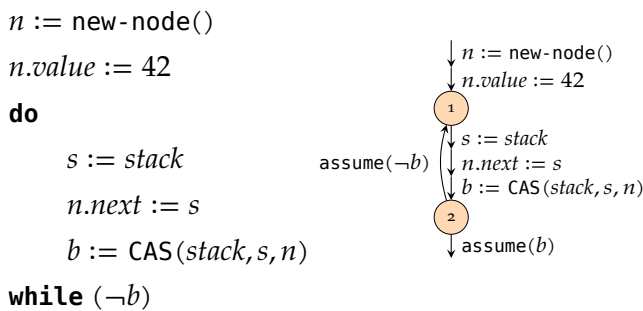 n := new-node()
n.value := 42
do
s := stack
n.next := s
b := CAS(stack, s, n)
while (¬b)
n := new-node()
n.value := 42
1
s := stack
assume(¬b)
n.next := s
b := CAS(stack, s, n)
2
assume(b)